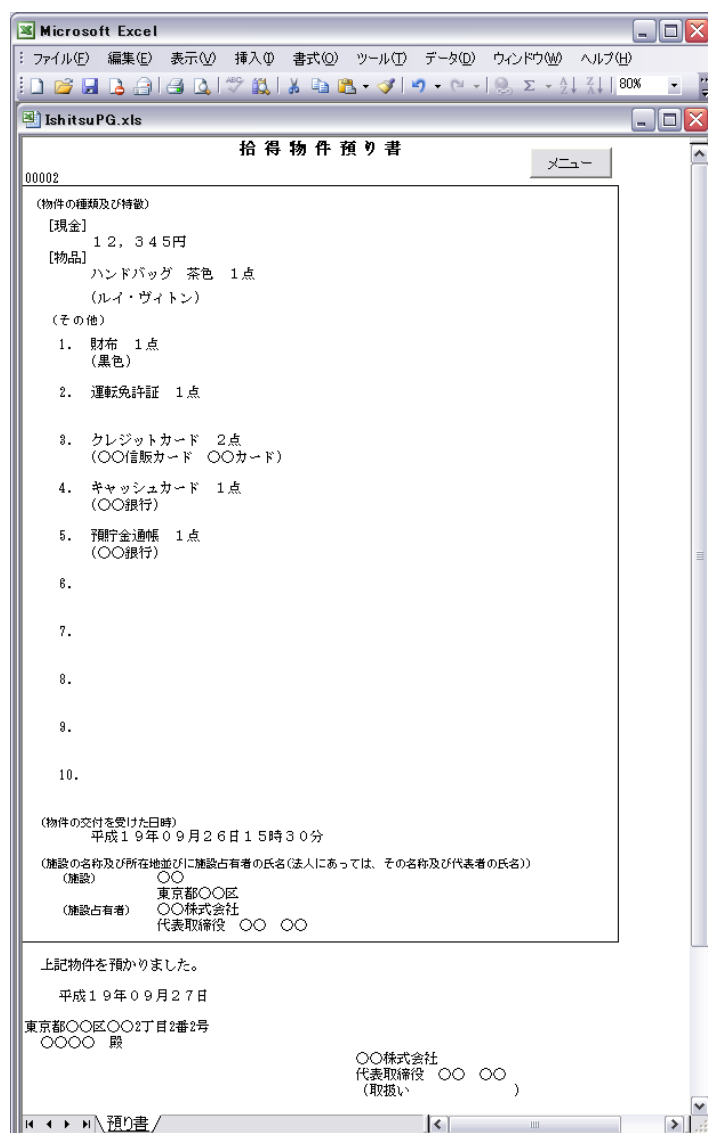 Microsoft Excel
ファイル(F) 編集(E) 表示(V) 挿入(I) 書式(O) ツール(T) データ(D) ウィンドウ(W) ヘルプ(H)
80%
IshitsuPG.xls
拾得物件預り書
メニュー
00002
(物件の種類及び特徴)
[現金]
12,345円
[物品]
ハンドバッグ 茶色 1点
(ルイ・ヴィトン)
(その他)
1. 財布 1点
(黒色)
2. 運転免許証 1点
3. クレジットカード 2点
(〇〇信販カード 〇〇カード)
4. キャッシュカード 1点
(〇〇銀行)
5. 預貯金通帳 1点
(〇〇銀行)
6.
7.
8.
9.
10.
(物件の交付を受けた日時)
平成19年09月26日15時30分
(施設の名称及び所在地並びに施設占有者の氏名(法人にあっては、その名称及び代表者の氏名))
(施設) 〇〇
東京都〇〇区
(施設占有者) 〇〇株式会社
代表取締役 〇〇 〇〇
上記物件を預かりました。
平成19年09月27日
東京都〇〇区〇〇2丁目2番2号
〇〇〇〇 殿
〇〇株式会社
代表取締役 〇〇 〇〇
(取扱い )
預り書